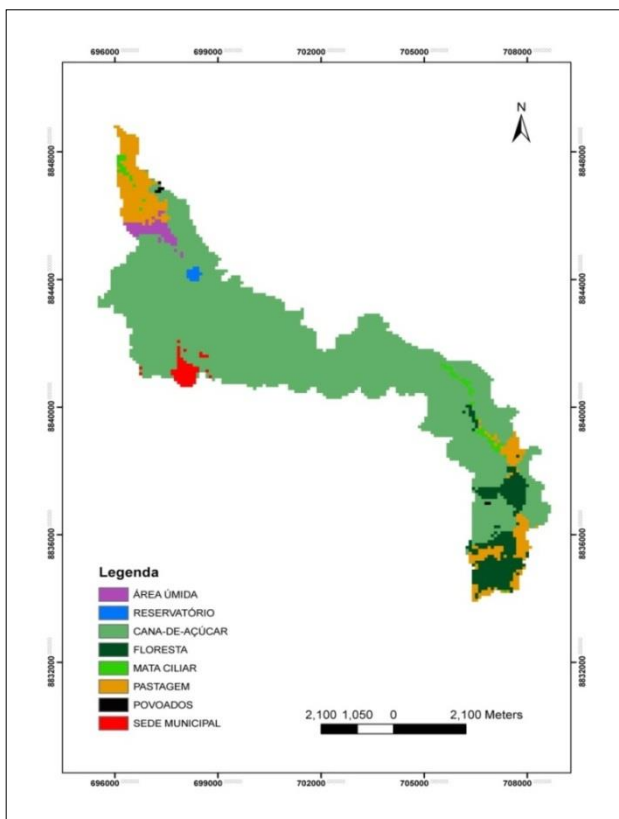 696000 699000 702000 705000 708000
N
8848000 8848000
8844000 8844000
8840000 8840000
8836000 8836000
8832000 8832000
Legenda
ÁREA ÚMIDA
RESERVATÓRIO
CANA-DE-AÇÚCAR
FLORESTA
MATA CILIAR
PASTAGEM
POVOADOS
SEDE MUNICIPAL
2,100 1,050 0 2,100 Meters
696000 699000 702000 705000 708000